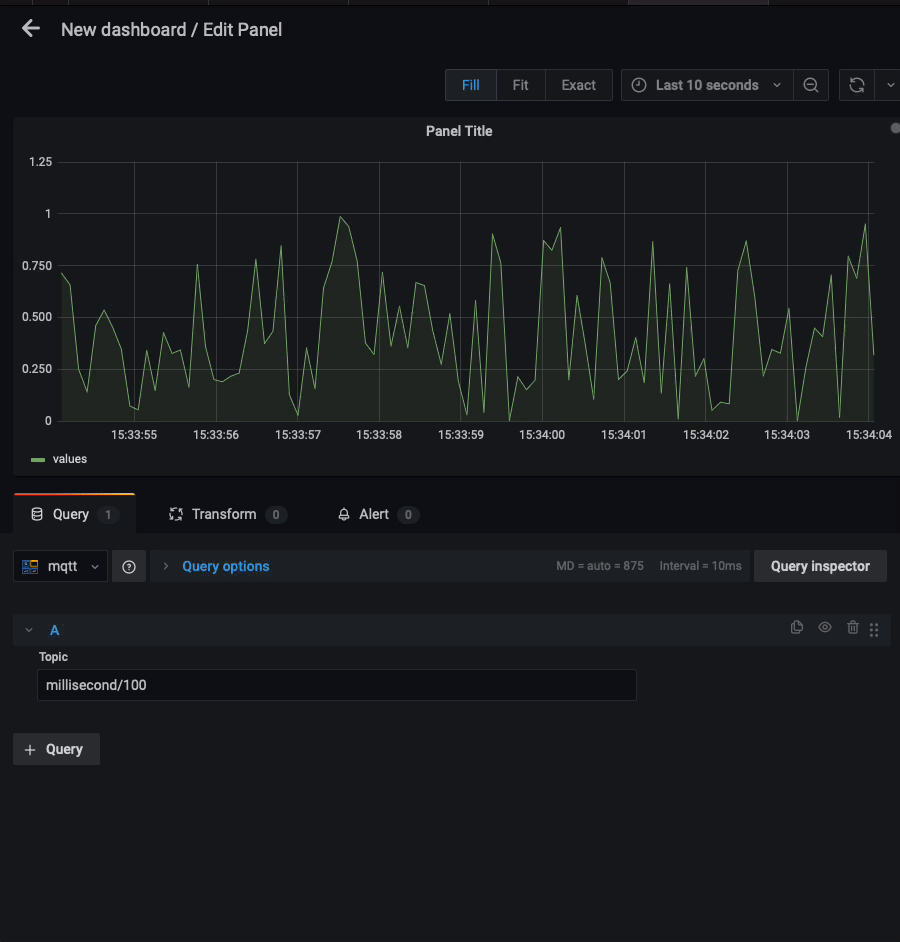 New dashboard / Edit Panel
Fill Fit Exact Last 10 seconds
Panel Title
1.25
1
0.750
0.500
0.250
0
15:33:55 15:33:56 15:33:57 15:33:58 15:33:59 15:34:00 15:34:01 15:34:02 15:34:03 15:34:04
values
Query 1 Transform 0 Alert 0
mqtt Query options MD = auto = 875 Interval = 10ms Query inspector
A
Topic
millisecond/100
+ Query